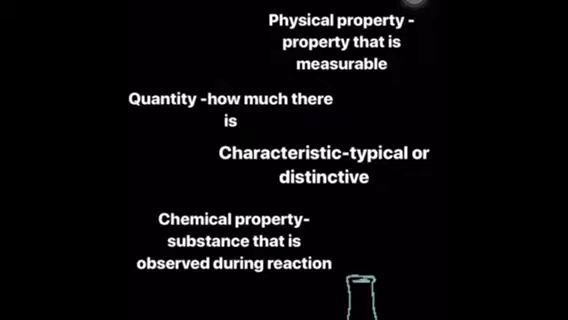 Physical property -
property that is
measurable
Quantity -how much there
is
Characteristic-typical or
distinctive
Chemical property-
substance that is
observed during reaction